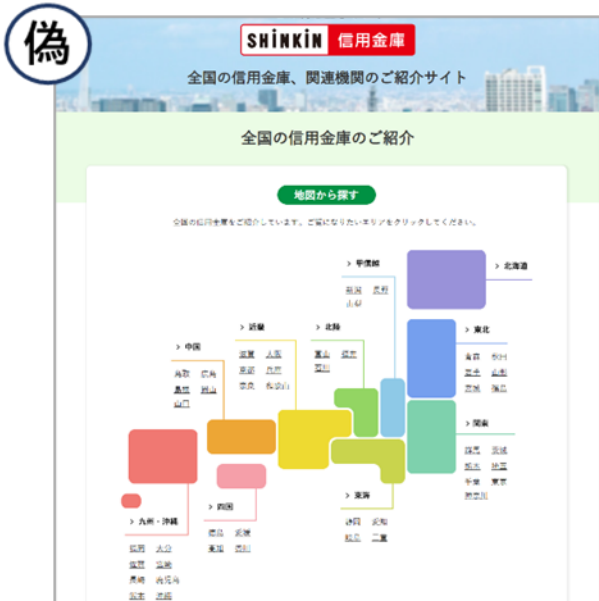 偽
SHiNKiN 信用金庫
全国の信用金庫、関連機関のご紹介サイト
全国の信用金庫のご紹介
地図から探す
全国の信用金庫をご紹介しています。ご覧になりたいエリアをクリックしてください。
> 甲信越
新潟 長野
山梨
> 北海道
> 東北
青森 秋田
岩手 山形
宮城 福島
> 関東
群馬 茨城
栃木 埼玉
千葉 東京
神奈川
> 北陸
富山 福井
石川
> 近畿
滋賀 大阪
京都 兵庫
奈良 和歌山
> 中国
鳥取 広島
島根 岡山
山口
> 東海
静岡 愛知
岐阜 三重
> 四国
徳島 愛媛
高知 香川
> 九州・沖縄
福岡 大分
佐賀 宮崎
長崎 鹿児島
熊本 沖縄